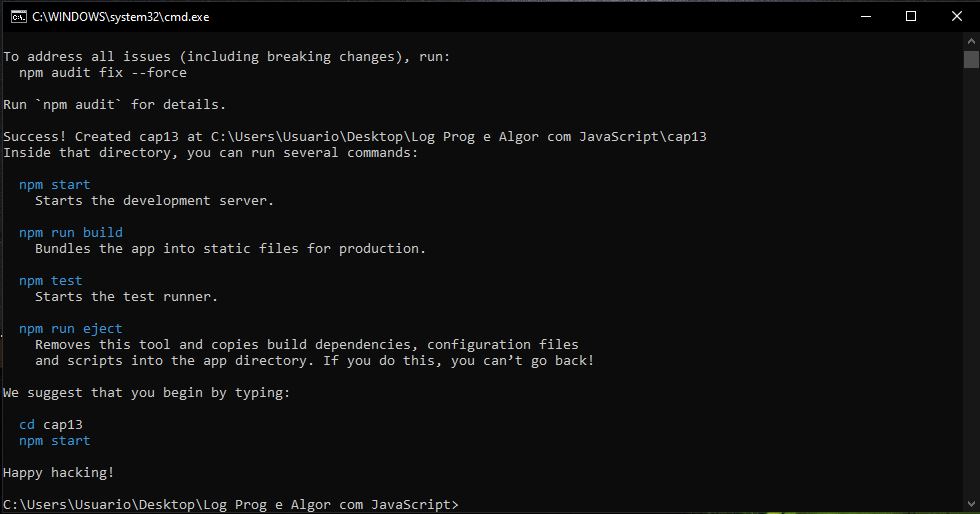 C:\WINDOWS\system32\cmd.exe
To address all issues (including breaking changes), run:
  npm audit fix --force
Run `npm audit` for details.
Success! Created cap13 at C:\Users\Usuario\Desktop\Log Prog e Algor com JavaScript\cap13
Inside that directory, you can run several commands:
  npm start
    Starts the development server.
  npm run build
    Bundles the app into static files for production.
  npm test
    Starts the test runner.
  npm run eject
    Removes this tool and copies build dependencies, configuration files
    and scripts into the app directory. If you do this, you can’t go back!
We suggest that you begin by typing:
  cd cap13
  npm start
Happy hacking!
C:\Users\Usuario\Desktop\Log Prog e Algor com JavaScript>